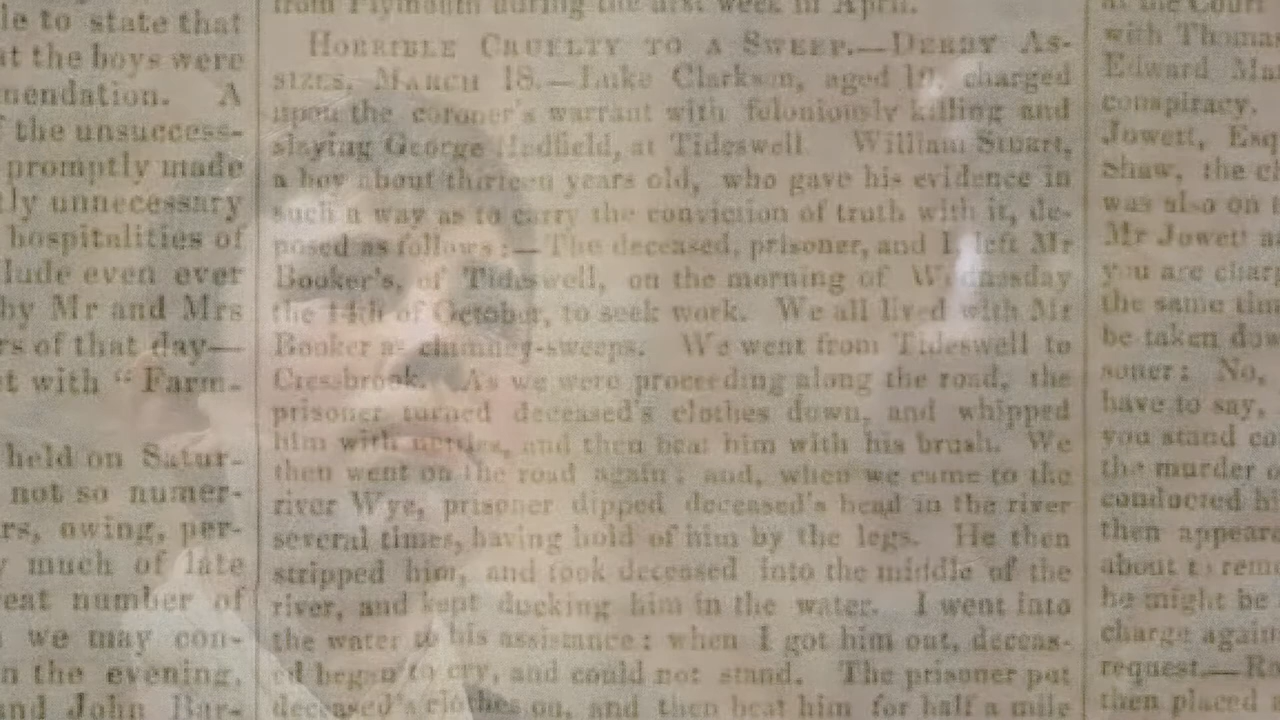 le to state that
at the boys were
mendation. A
f the unsuccess-
promptly made
tly unnecessary
hospitalities of
lude even ever
by Mr and Mrs
rs of that day—
t with “Farm-
held on Satur-
not so numer-
rs, owing, per-
y much of late
reat number of
we may con-
n the evening,
and John Bar-
from Plymouth during the first week in April.
HORRIBLE CRUELTY TO A SWEEP.—DERBY AS-
SIZES, MARCH 18.—Luke Clarkson, aged 19, charged
upon the coroner's warrant with feloniously killing and
slaying George Hadfield, at Tideswell William Stuart,
a boy about thirteen years old, who gave his evidence in
such a way as to carry the conviction of truth with it, de-
posed as follows:—The deceased, prisoner, and I, left Mr
Booker's, of Tideswell, on the morning of Wednesday
the 14th of October, to seek work. We all lived with Mr
Booker as chimney-sweeps. We went from Tideswell to
Cressbrook. As we were proceeding along the road, the
prisoner turned deceased's clothes down, and whipped
him with nettles, and then beat him with his brush. We
then went on the road again; and, when we came to the
river Wye, prisoner dipped deceased's head in the river
several times, having hold of him by the legs. He then
stripped him, and took deceased into the middle of the
river, and kept ducking him in the water. I went into
the water to his assistance: when I got him out, deceas-
ed began to cry, and could not stand. The prisoner put
deceased's clothes on, and then beat him for half a mile
at the Court
with Thomas
Edward
conspiracy.
Jowett, Esq
Shaw, the
was also on
Mr Jowett
you are
the same
be taken
soner: No,
have to say,
you stand
the murder
conducted
then
about to
he might be
charge
request.—
then placed